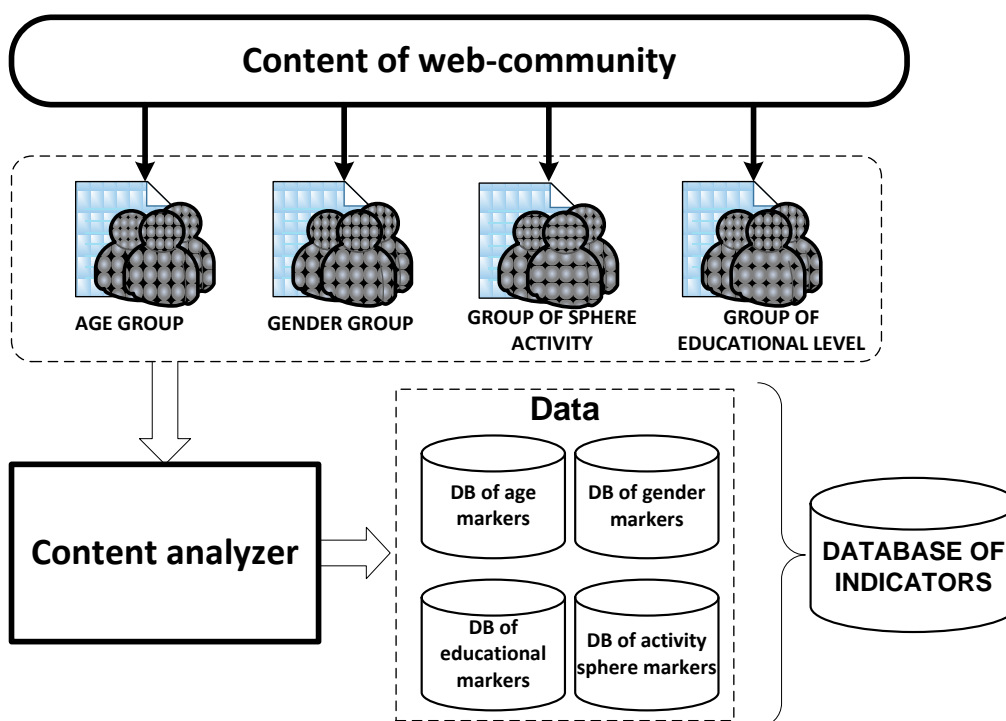 Content of web-community
AGE GROUP
GENDER GROUP
GROUP OF SPHERE
ACTIVITY
GROUP OF
EDUCATIONAL LEVEL
Data
DB of age
markers
DB of gender
markers
Content analyzer
DATABASE OF
INDICATORS
DB of
educational
markers
DB of activity
sphere markers